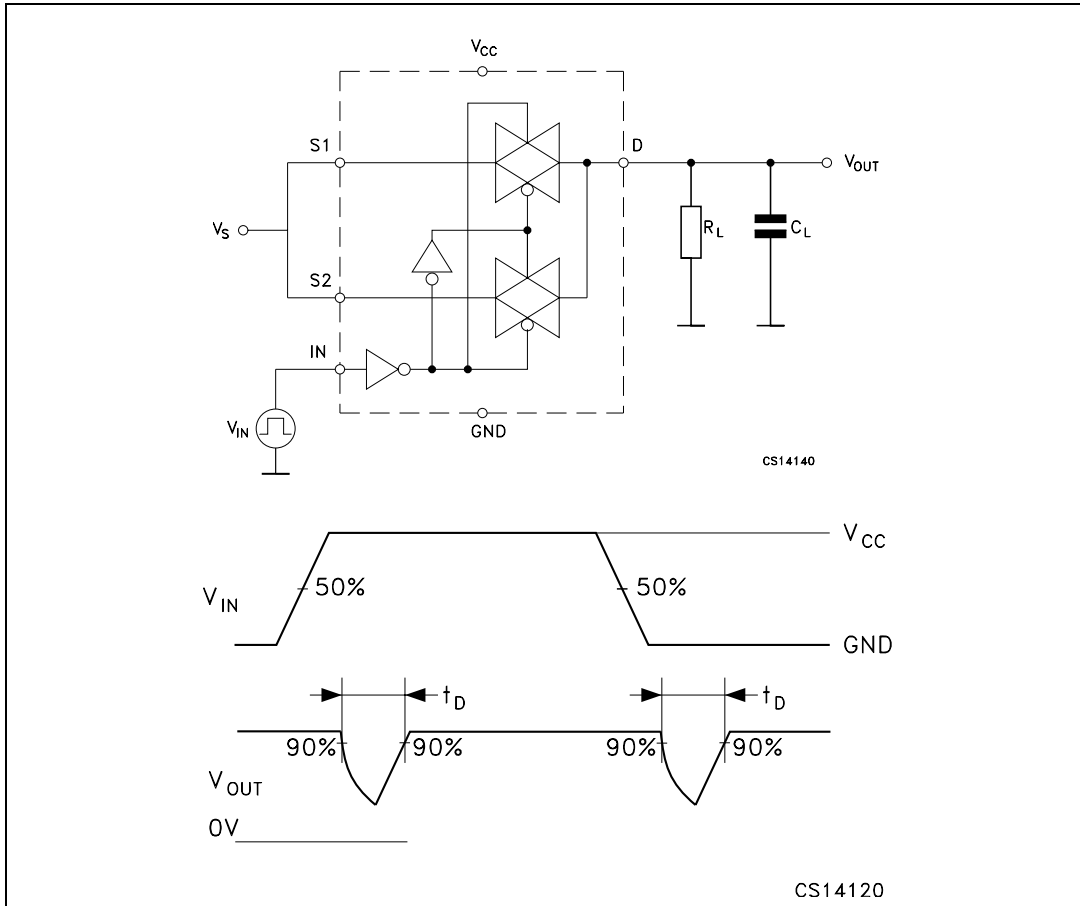 VCC
S1
D
VOUT
VS
RL
CL
S2
IN
VIN
GND
CS14140
VCC
50%
50%
VIN
GND
tD
tD
90%
90%
90%
90%
VOUT
0V
CS14120